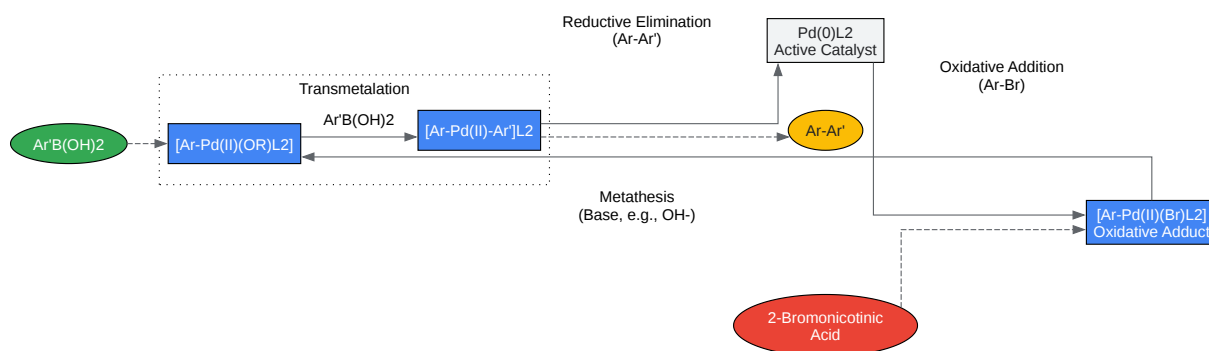 Reductive Elimination
(Ar-Ar')
Pd(0)L2
Active Catalyst
Oxidative Addition
(Ar-Br)
Transmetalation
Ar'B(OH)2
[Ar-Pd(II)(OR)L2]
Ar'B(OH)2
[Ar-Pd(II)-Ar']L2
Ar-Ar'
Metathesis
(Base, e.g., OH-)
[Ar-Pd(II)(Br)L2]
Oxidative Adduct
2-Bromonicotinic
Acid